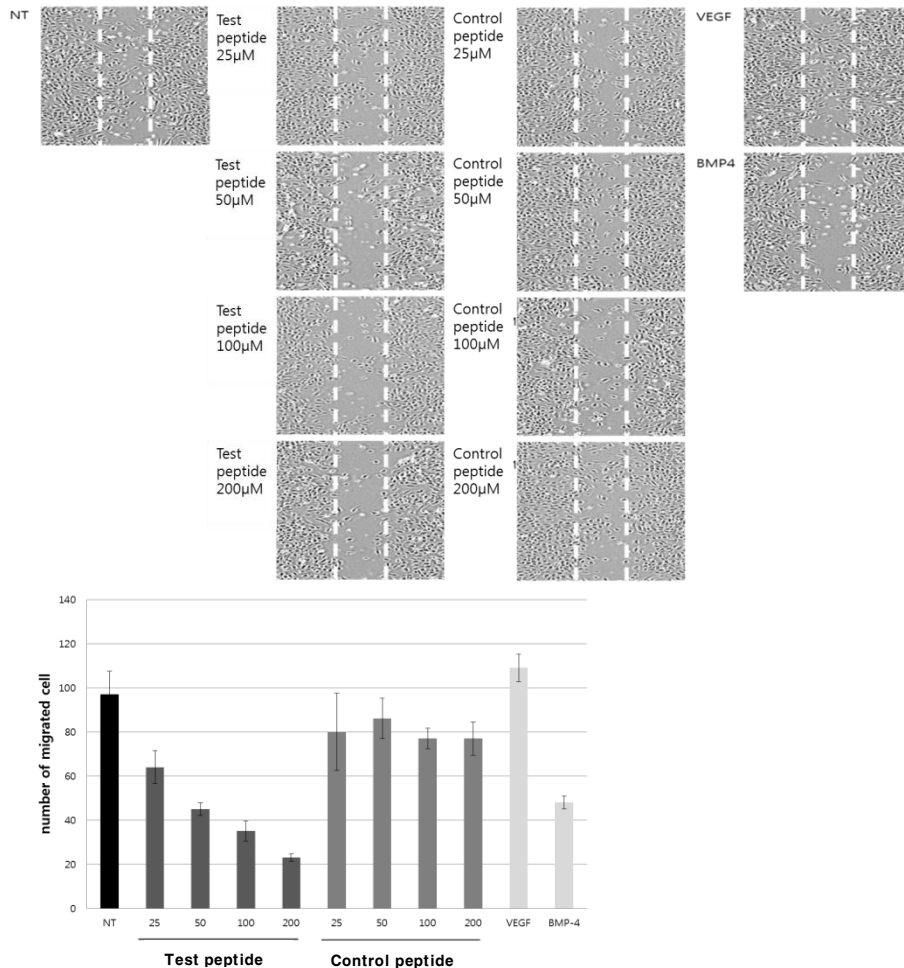 NT
Test
peptide
25μM
Control
peptide
25μM
VEGF
Test
peptide
50μM
Control
peptide
50μM
BMP4
Test
peptide
100μM
Control
peptide
100μM
Test
peptide
200μM
Control
peptide
200μM
number of migrated cell
140
120
100
80
60
40
20
0
NT 25 50 100 200 25 50 100 200 VEGF BMP-4
Test peptide Control peptide